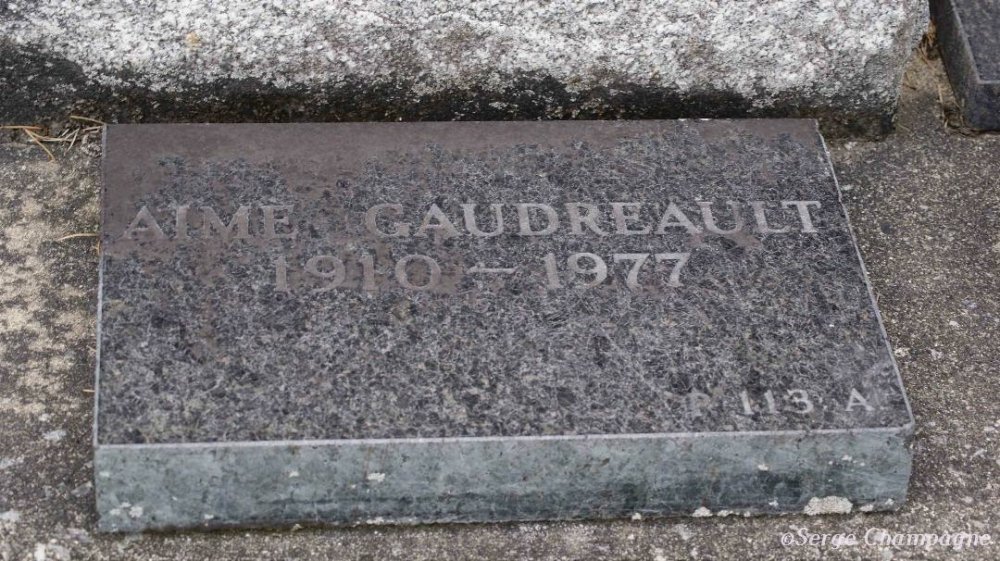 AIME GAUDREAULT
1910 – 1977
P 113 A
©Serge Champagne